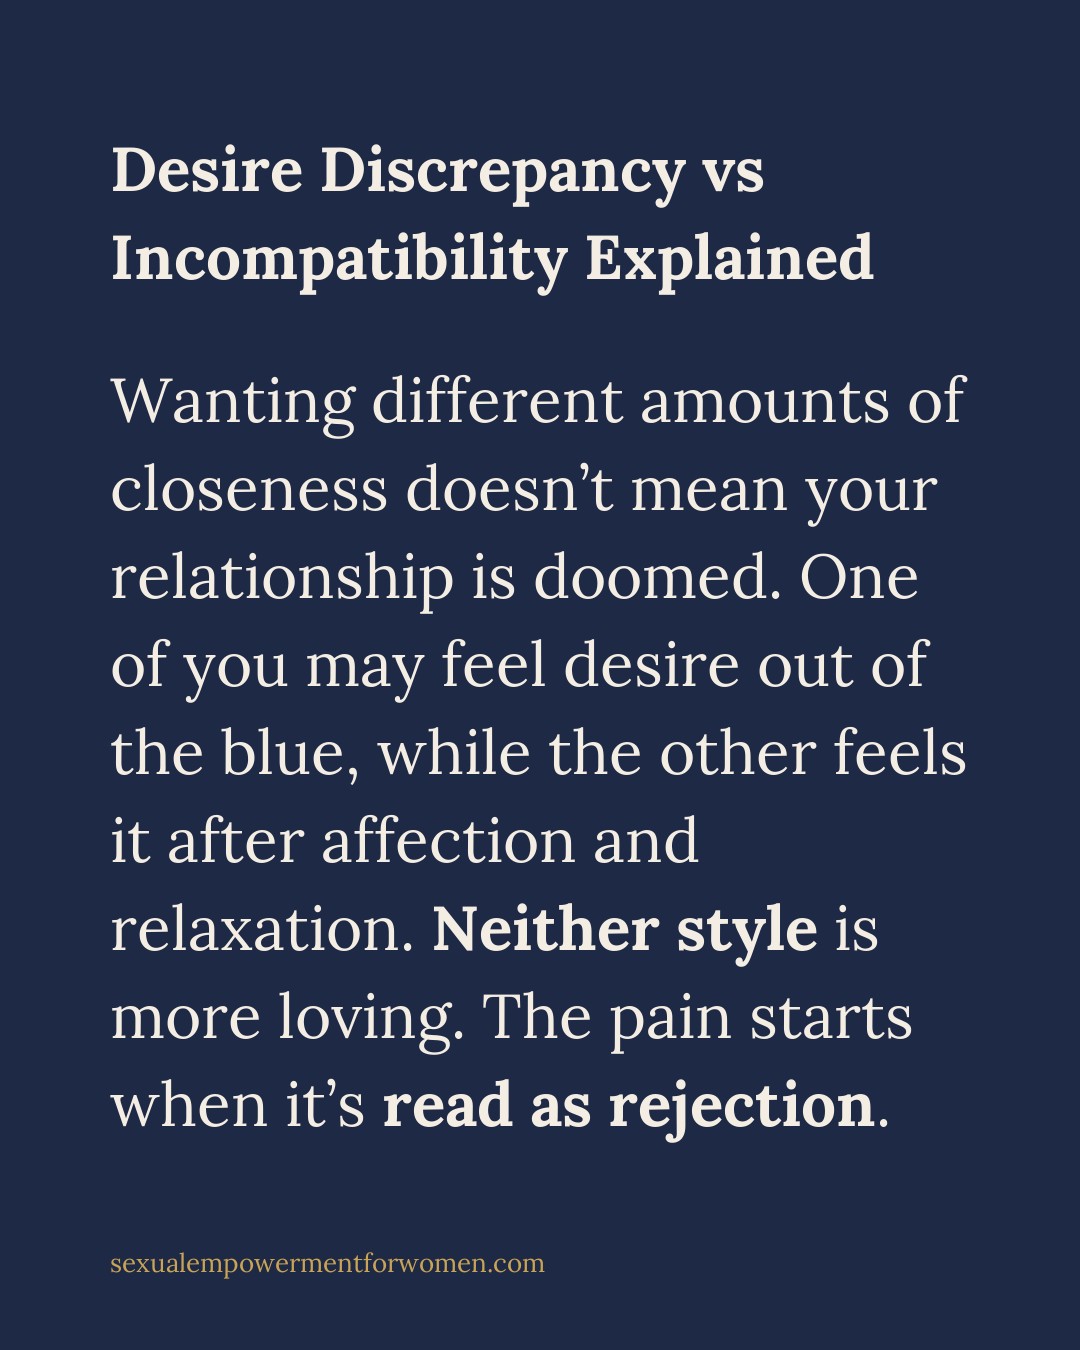 Desire Discrepancy vs
Incompatibility Explained
Wanting different amounts of
closeness doesn’t mean your
relationship is doomed. One
of you may feel desire out of
the blue, while the other feels
it after affection and
relaxation. Neither style is
more loving. The pain starts
when it’s read as rejection.
sexualempowermentforwomen.com